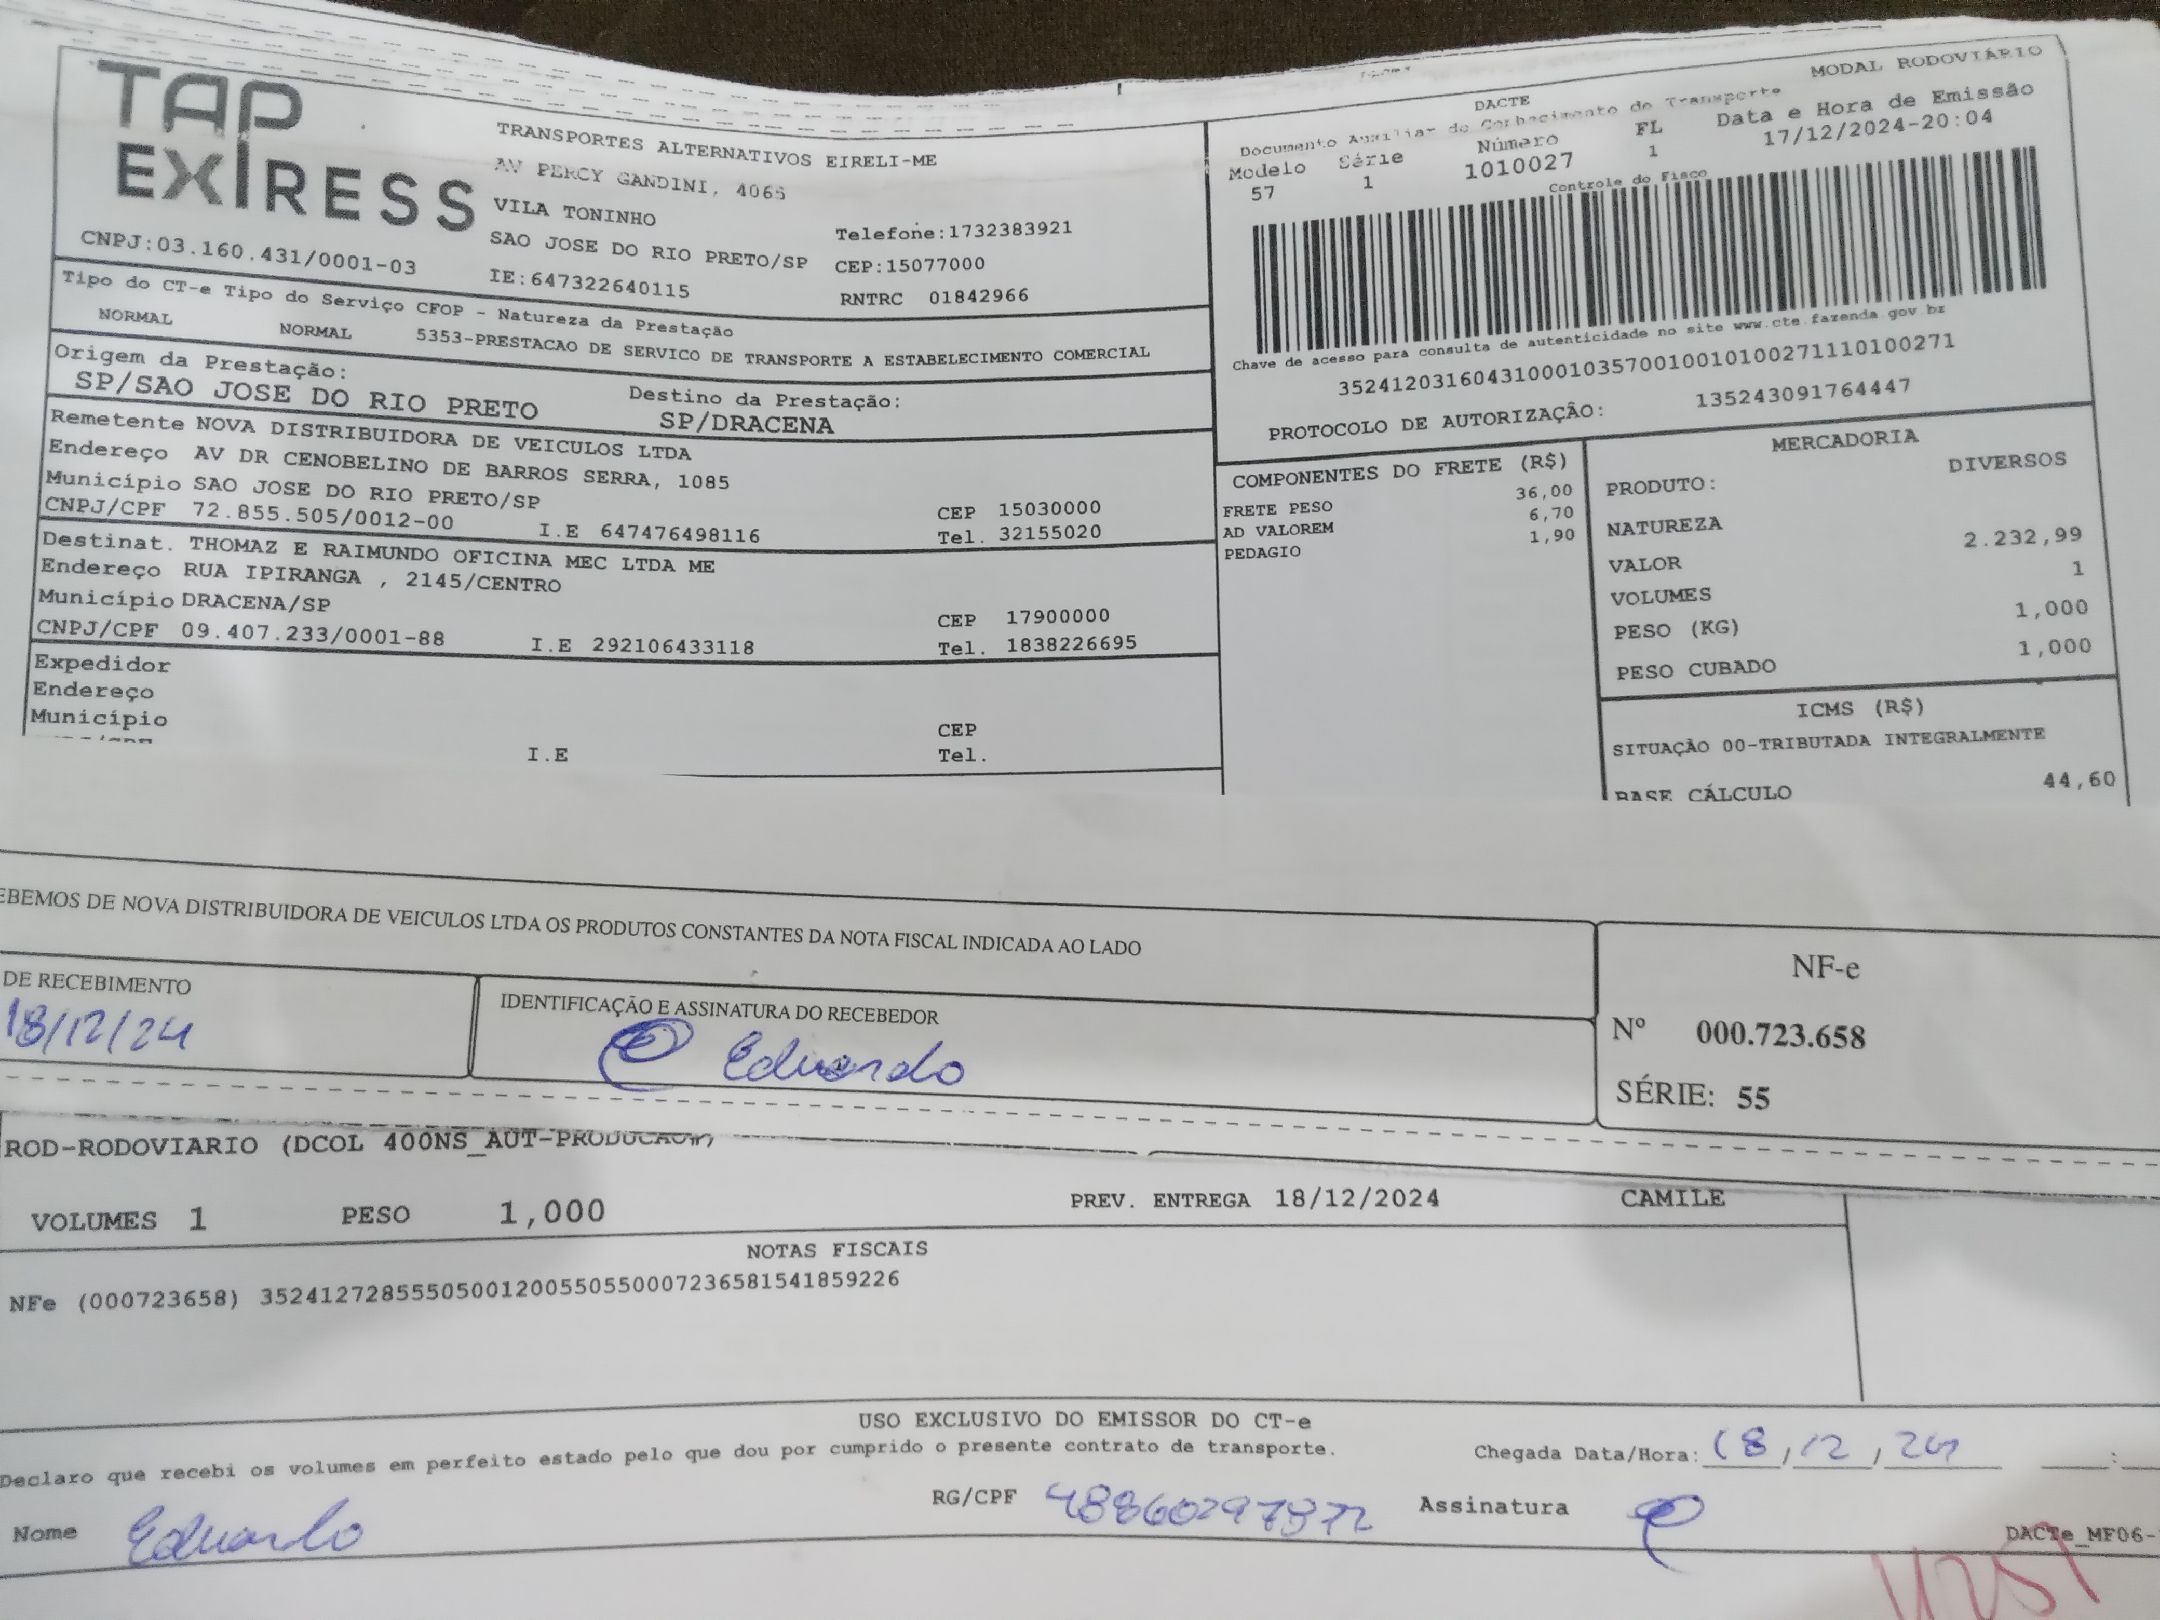 TAP
EXPRESS
CNPJ:03.160.431/0001-03
TRANSPORTES ALTERNATIVOS EIRELI-ME
AV PERCY GANDINI, 4065
VILA TONINHO
SAO JOSE DO RIO PRETO/SP
IE:647322640115
Telefone:1732383921
CEP:15077000
RNTRC 01842966
MODAL RODOVIÁRIO
DACTE
Documento Auxiliar do Conhecimento de Transporte
Modelo Série Número FL Data e Hora de Emissão
57 1 1010027 1 17/12/2024-20:04
Controle do Fisco
Chave de acesso para consulta de autenticidade no site www.cte.fazenda.gov.br
35241203160431000103570010010100271110100271
PROTOCOLO DE AUTORIZAÇÃO: 135243091764447
Tipo do CT-e Tipo do Serviço CFOP - Natureza da Prestação
NORMAL NORMAL 5353-PRESTACAO DE SERVICO DE TRANSPORTE A ESTABELECIMENTO COMERCIAL
Origem da Prestação: Destino da Prestação:
SP/SAO JOSE DO RIO PRETO SP/DRACENA
Remetente NOVA DISTRIBUIDORA DE VEICULOS LTDA
Endereço AV DR CENOBELINO DE BARROS SERRA, 1085
Município SAO JOSE DO RIO PRETO/SP CEP 15030000
CNPJ/CPF 72.855.505/0012-00 I.E 647476498116 Tel. 32155020
Destinat. THOMAZ E RAIMUNDO OFICINA MEC LTDA ME
Endereço RUA IPIRANGA , 2145/CENTRO
Município DRACENA/SP CEP 17900000
CNPJ/CPF 09.407.233/0001-88 I.E 292106433118 Tel. 1838226695
Expedidor
Endereço
Município CEP
I.E Tel.
COMPONENTES DO FRETE (R$)
FRETE PESO 36,00
AD VALOREM 6,70
PEDAGIO 1,90
MERCADORIA
PRODUTO: DIVERSOS
NATUREZA
VALOR 2.232,99
VOLUMES 1
PESO (KG) 1,000
PESO CUBADO 1,000
ICMS (R$)
SITUAÇÃO 00-TRIBUTADA INTEGRALMENTE
BASE CÁLCULO 44,60
EBEMOS DE NOVA DISTRIBUIDORA DE VEICULOS LTDA OS PRODUTOS CONSTANTES DA NOTA FISCAL INDICADA AO LADO
DE RECEBIMENTO
18/12/24
IDENTIFICAÇÃO E ASSINATURA DO RECEBEDOR
Eduardo
NF-e
Nº 000.723.658
SÉRIE: 55
ROD-RODOVIARIO (DCOL 400NS_AUT-PRODUCAO#)
VOLUMES 1 PESO 1,000 PREV. ENTREGA 18/12/2024 CAMILE
NOTAS FISCAIS
NFe (000723658) 35241272855505001200550550007236581541859226
USO EXCLUSIVO DO EMISSOR DO CT-e
Declaro que recebi os volumes em perfeito estado pelo que dou por cumprido o presente contrato de transporte.
Chegada Data/Hora: 18/12/24 :
Nome Eduardo RG/CPF 48860297872 Assinatura
DACTe_MF06-